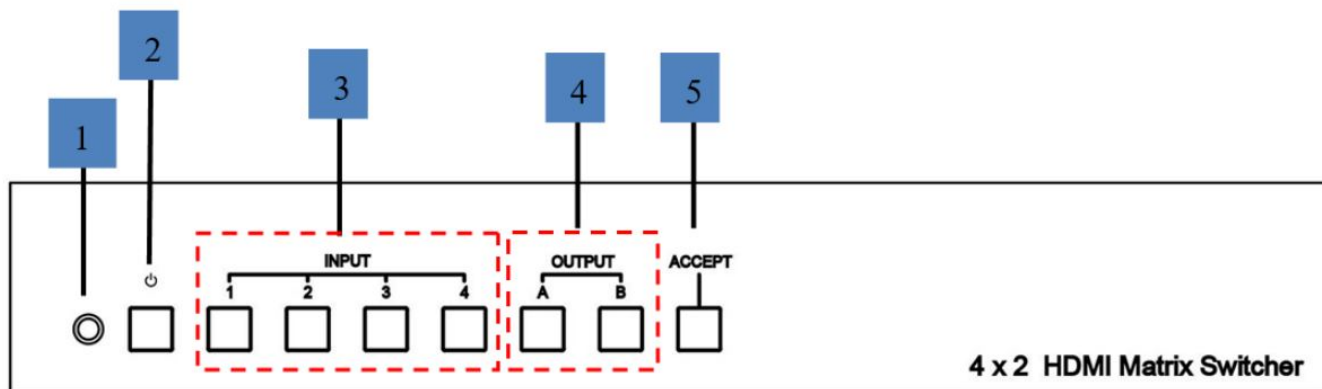 2
3
4
5
1
INPUT
OUTPUT
ACCEPT
1 2 3 4
A B
4 x 2 HDMI Matrix Switcher